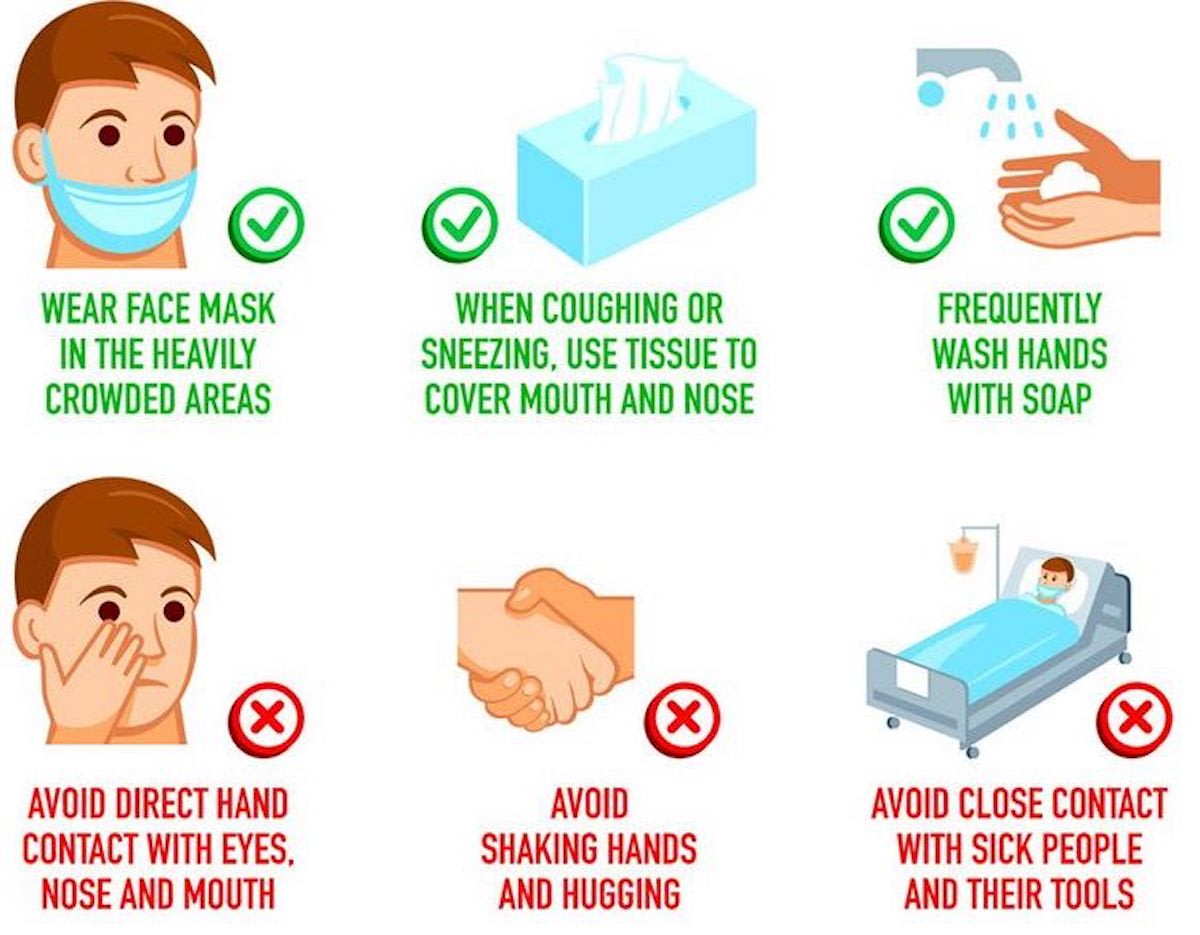 WEAR FACE MASK
IN THE HEAVILY
CROWDED AREAS
WHEN COUGHING OR
SNEEZING, USE TISSUE TO
COVER MOUTH AND NOSE
FREQUENTLY
WASH HANDS
WITH SOAP
AVOID DIRECT HAND
CONTACT WITH EYES,
NOSE AND MOUTH
AVOID
SHAKING HANDS
AND HUGGING
AVOID CLOSE CONTACT
WITH SICK PEOPLE
AND THEIR TOOLS